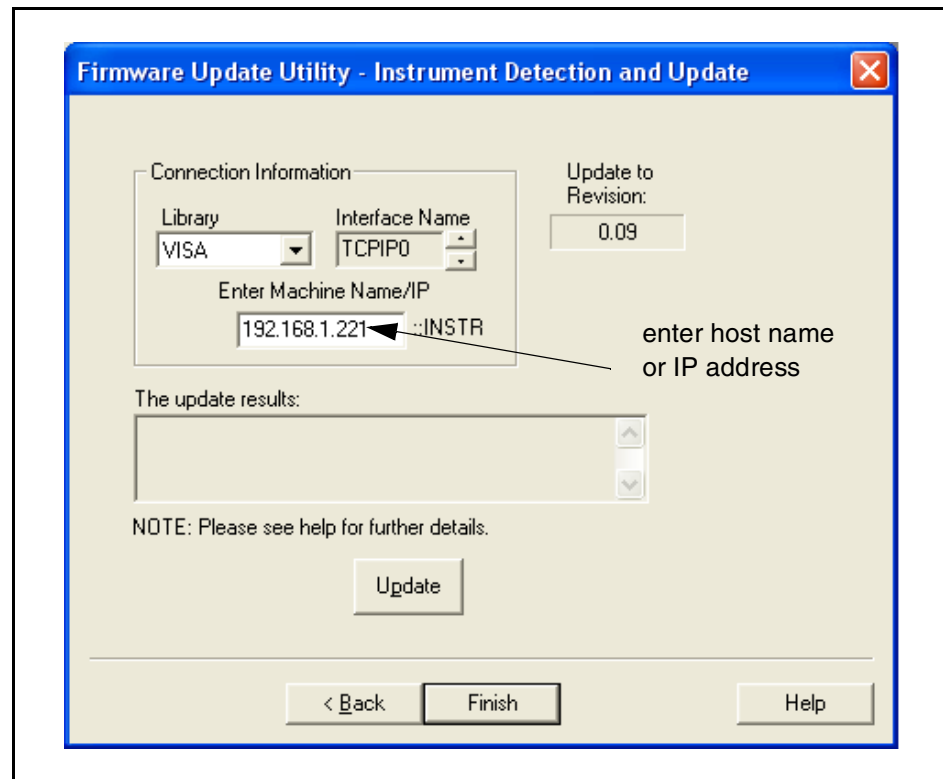 Firmware Update Utility - Instrument Detection and Update
Connection Information
Library
Interface Name
VISA
TCPIP0
Enter Machine Name/IP
192.168.1.221
::INSTR
Update to
Revision:
0.09
enter host name
or IP address
The update results:
NOTE: Please see help for further details.
Update
< Back
Finish
Help